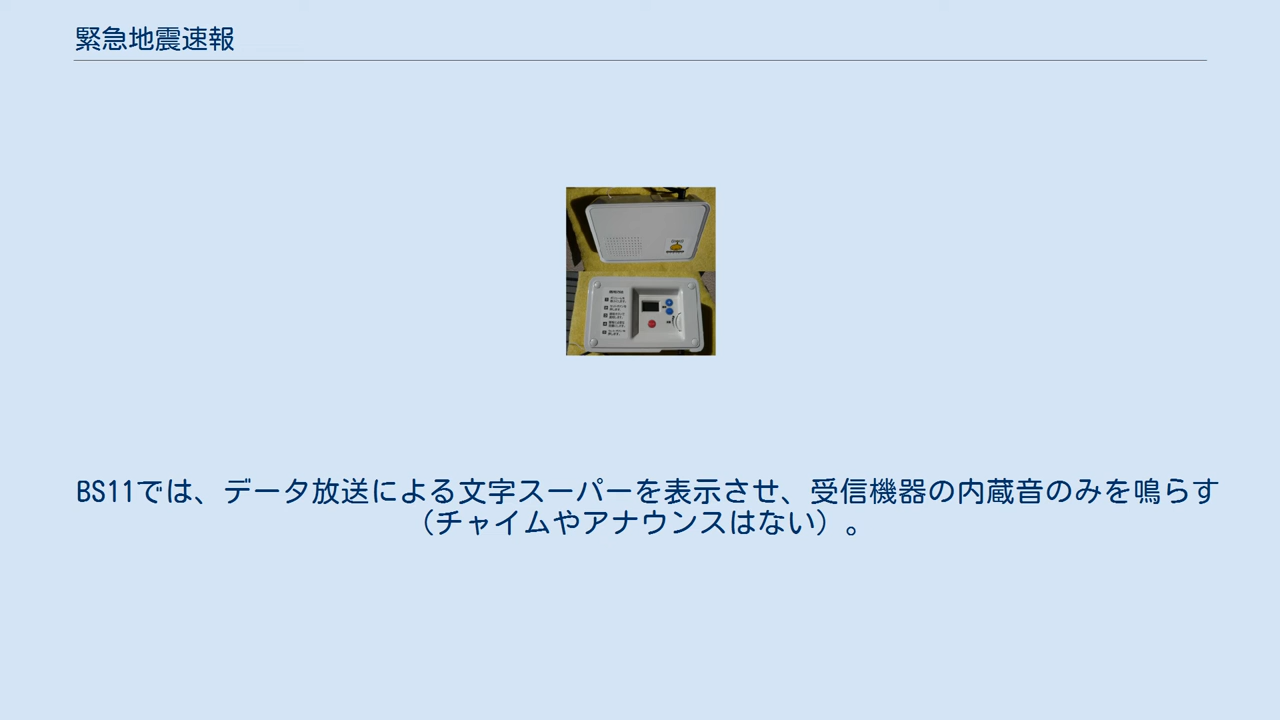 緊急地震速報
BS11では、データ放送による文字スーパーを表示させ、受信機器の内蔵音のみを鳴らす
（チャイムやアナウンスはない）。